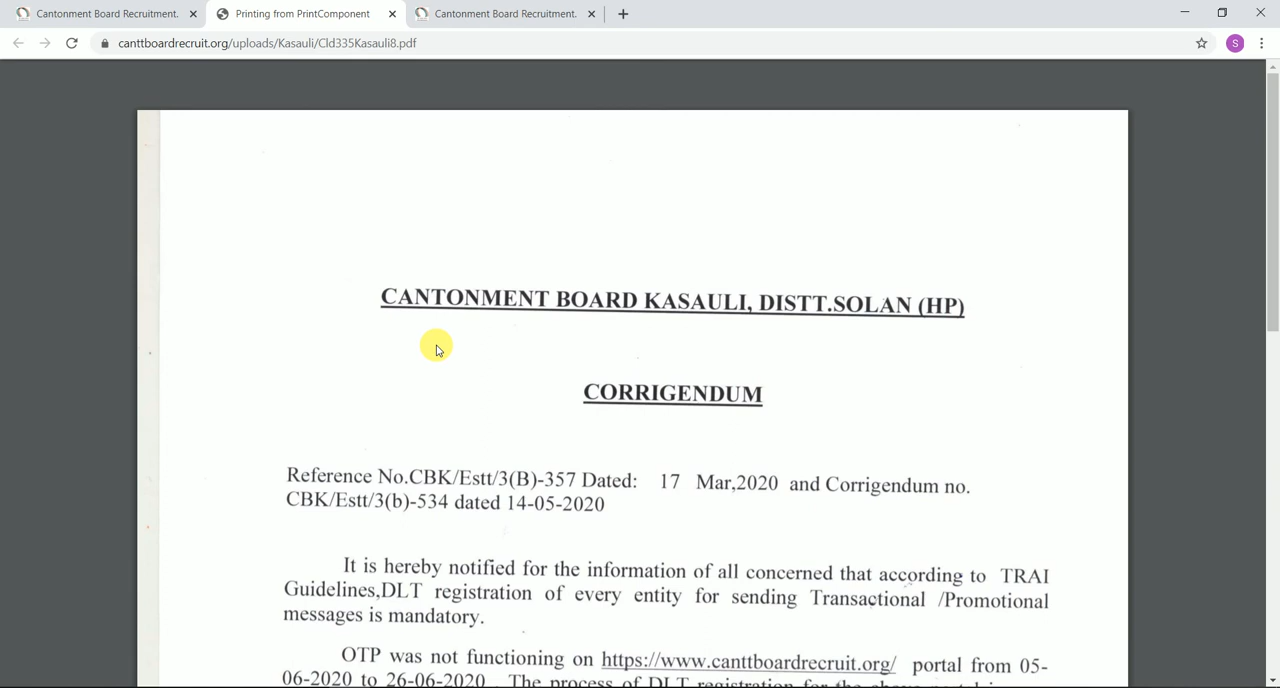 Cantonment Board Recruitment.
Printing from PrintComponent
Cantonment Board Recruitment.
canttboardrecruit.org/uploads/Kasauli/Cld335Kasauli8.pdf
S
CANTONMENT BOARD KASAULI, DISTT.SOLAN (HP)
CORRIGENDUM
Reference No.CBK/Estt/3(B)-357 Dated: 17 Mar,2020 and Corrigendum no.
CBK/Estt/3(b)-534 dated 14-05-2020
It is hereby notified for the information of all concerned that according to TRAI
Guidelines,DLT registration of every entity for sending Transactional /Promotional
messages is mandatory.
OTP was not functioning on https://www.canttboardrecruit.org/ portal from 05-
06-2020 to 26-06-2020 . The process of DLT registration for the above